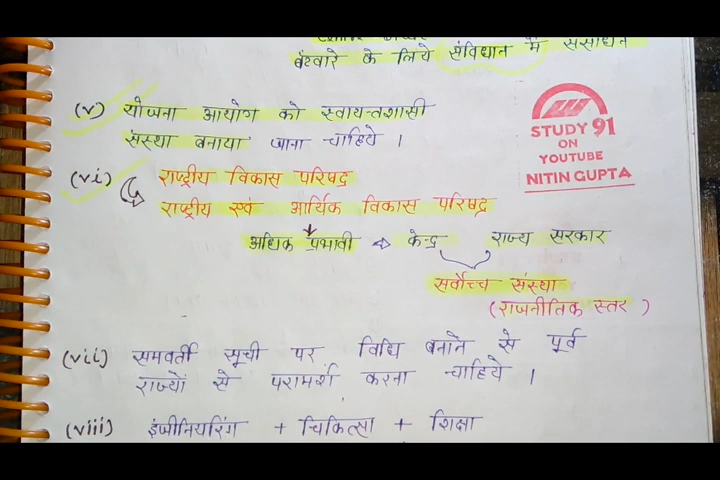 बंटवारे के लिये संविधान में संसाधन
(v) योजना आयोग को स्वायत्तशासी
संस्था बनाया जाना चाहिये ।
(vi) राष्ट्रीय विकास परिषद
राष्ट्रीय एवं आर्थिक विकास परिषद
अधिक प्रभावी ⇒ केन्द्र राज्य सरकार
सर्वोच्च संस्था
(राजनीतिक स्तर )
(vii) समवर्ती सूची पर विधि बनाने से पूर्व
राज्यों से परामर्श करना चाहिये ।
(viii) इंजीनियरिंग + चिकित्सा + शिक्षा
STUDY 91
ON
YOUTUBE
NITIN GUPTA